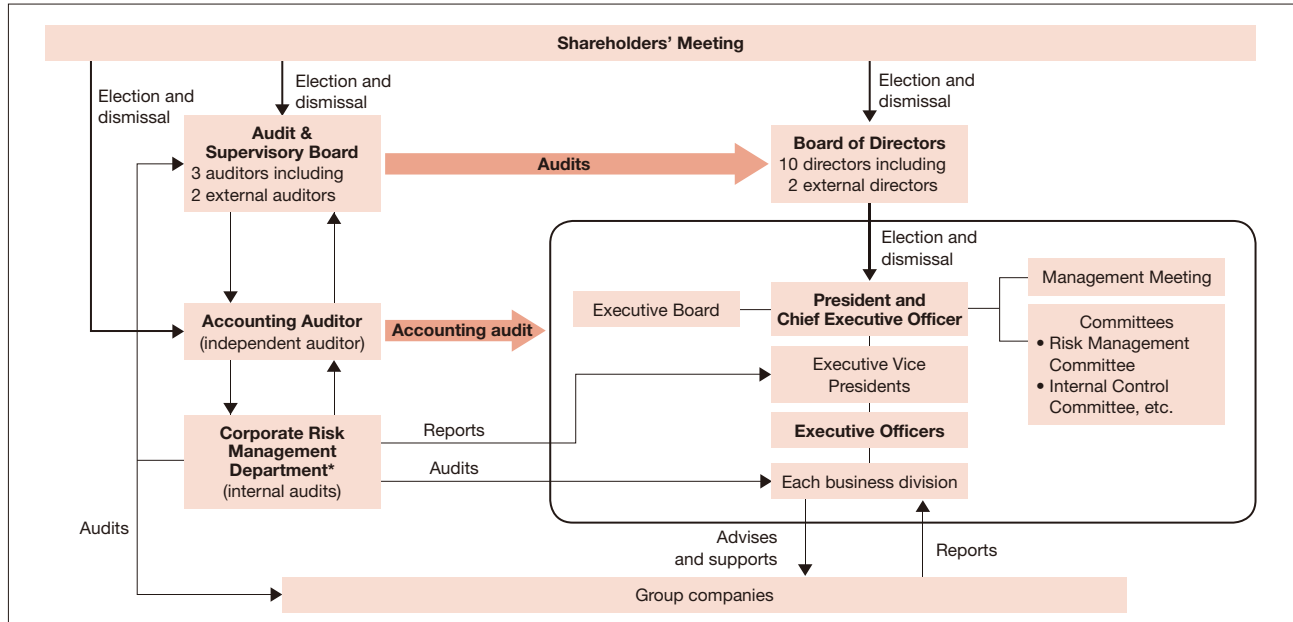 Shareholders’ Meeting
Election and
dismissal
Election and
dismissal
Election and
dismissal
Audit &
Supervisory Board
3 auditors including
2 external auditors
Audits
Board of Directors
10 directors including
2 external directors
Election and
dismissal
Accounting Auditor
(independent auditor)
Accounting audit
Executive Board
President and
Chief Executive Officer
Management Meeting
Committees
• Risk Management
Committee
• Internal Control
Committee, etc.
Executive Vice
Presidents
Executive Officers
Each business division
Corporate Risk
Management
Department*
(internal audits)
Reports
Audits
Audits
Advises
and supports
Reports
Group companies